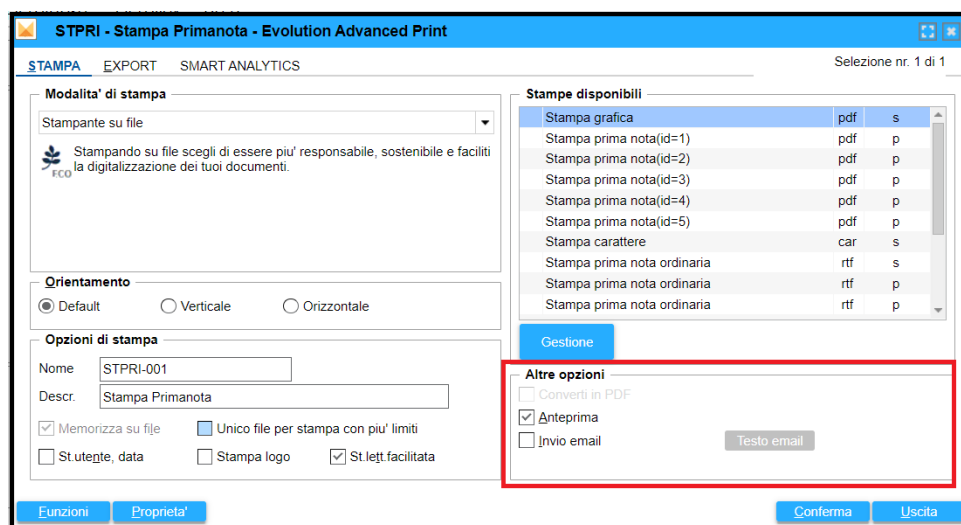 STPRI - Stampa Primanota - Evolution Advanced Print
STAMPA EXPORT SMART ANALYTICS
Selezione nr. 1 di 1
Modalita' di stampa
Stampante su file
Stampando su file scegli di essere piu' responsabile, sostenibile e faciliti
la digitalizzazione dei tuoi documenti.
ECO
Orientamento
Default Verticale Orizzontale
Opzioni di stampa
Nome STPRI-001
Descr. Stampa Primanota
Memorizza su file Unico file per stampa con piu' limiti
St.utente, data Stampa logo St.lett.facilitata
Stampe disponibili
Stampa grafica pdf s
Stampa prima nota(id=1) pdf p
Stampa prima nota(id=2) pdf p
Stampa prima nota(id=3) pdf p
Stampa prima nota(id=4) pdf p
Stampa prima nota(id=5) pdf p
Stampa carattere car s
Stampa prima nota ordinaria rtf s
Stampa prima nota ordinaria rtf p
Stampa prima nota ordinaria rtf p
Gestione
Altre opzioni
Converti in PDF
Anteprima
Invio email Testo email
Funzioni Proprieta' Conferma Uscita